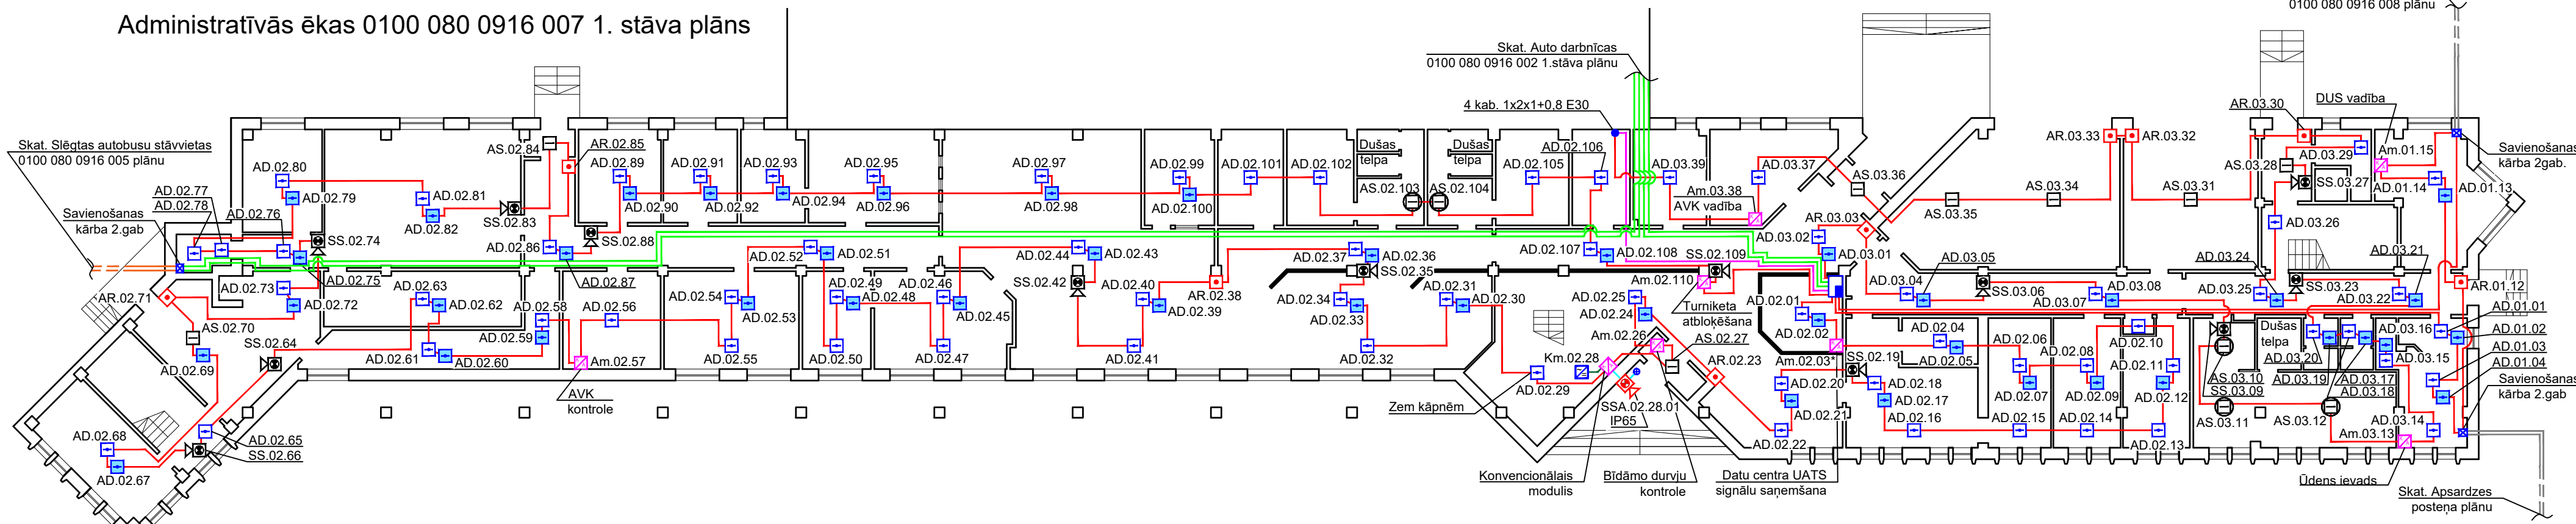 Administratīvās ēkas 0100 080 0916 007 1. stāva plāns
0100 080 0916 008 plānu
Skat. Auto darbnīcas
0100 080 0916 002 1.stāva plānu
4 kab. 1x2x1+0,8 E30
DUS vadība
AR.03.30
Skat. Slēgtas autobusu stāvvietas
0100 080 0916 005 plānu
AS.02.84
AR.02.85
AD.02.80
AD.02.79
AD.02.81
AD.02.82
SS.02.83
AD.02.89
AD.02.90
AD.02.91
AD.02.92
AD.02.93
AD.02.94
AD.02.95
AD.02.96
AD.02.97
AD.02.98
AD.02.99
AD.02.100
AD.02.101
AD.02.102
Dušas
telpa
AS.02.103
Dušas
telpa
AS.02.104
AD.02.105
AD.02.106
AD.03.39
AD.03.37
Am.03.38
AVK vadība
AS.03.36
AR.03.33
AR.03.32
AS.03.35
AS.03.34
AS.03.31
AS.03.28
AD.03.29
SS.03.27
Am.01.15
AD.01.14
AD.01.13
Savienošanas
kārba 2gab.
AD.02.77
AD.02.78
AD.02.76
Savienošanas
kārba 2.gab
SS.02.74
AD.02.75
AD.02.86
AD.02.87
SS.02.88
AD.02.52
AD.02.51
AD.02.44
AD.02.43
AD.02.37
AD.02.36
SS.02.35
AD.02.107
AD.02.108
SS.02.109
Am.02.110
Turniketa
atbloķēšana
AR.03.03
AD.03.02
AD.03.01
AD.03.26
AD.03.24
AD.03.21
AR.02.71
AD.02.73
AD.02.72
AD.02.63
AD.02.62
AD.02.58
AD.02.56
AD.02.54
AD.02.53
AD.02.49
AD.02.48
AD.02.46
AD.02.45
SS.02.42
AD.02.40
AD.02.39
AR.02.38
AD.02.34
AD.02.33
AD.02.31
AD.02.30
AD.02.25
AD.02.24
AD.02.01
AD.02.02
AD.03.04
AD.03.05
SS.03.06
AD.03.07
AD.03.08
AD.03.25
SS.03.23
AD.03.22
AR.01.12
AD.01.01
AD.01.02
AD.01.03
AD.01.04
AS.02.70
AD.02.69
SS.02.64
AD.02.61
AD.02.60
AD.02.59
Am.02.57
AVK
kontrole
AD.02.55
AD.02.50
AD.02.47
AD.02.41
AD.02.32
AD.02.29
Zem kāpnēm
Km.02.28
Am.02.26
AS.02.27
AR.02.23
SSA.02.28.01
IP65
Am.02.03*
SS.02.19
AD.02.20
AD.02.21
AD.02.22
AD.02.18
AD.02.17
AD.02.16
AD.02.04
AD.02.05
AD.02.06
AD.02.07
AD.02.08
AD.02.09
AD.02.10
AD.02.11
AD.02.12
AD.02.13
AD.02.14
AD.02.15
Dušas
telpa
AS.03.10
SS.03.09
AS.03.11
AS.03.12
AD.03.20
AD.03.19
AD.03.17
AD.03.18
AD.03.16
AD.03.15
AD.03.14
Am.03.13
Savienošanas
kārba 2.gab
AD.02.68
AD.02.67
AD.02.65
SS.02.66
Konvencionālais
modulis
Bīdāmo durvju
kontrole
Datu centra UATS
signālu saņemšana
Ūdens ievads
Skat. Apsardzes
posteņa plānu